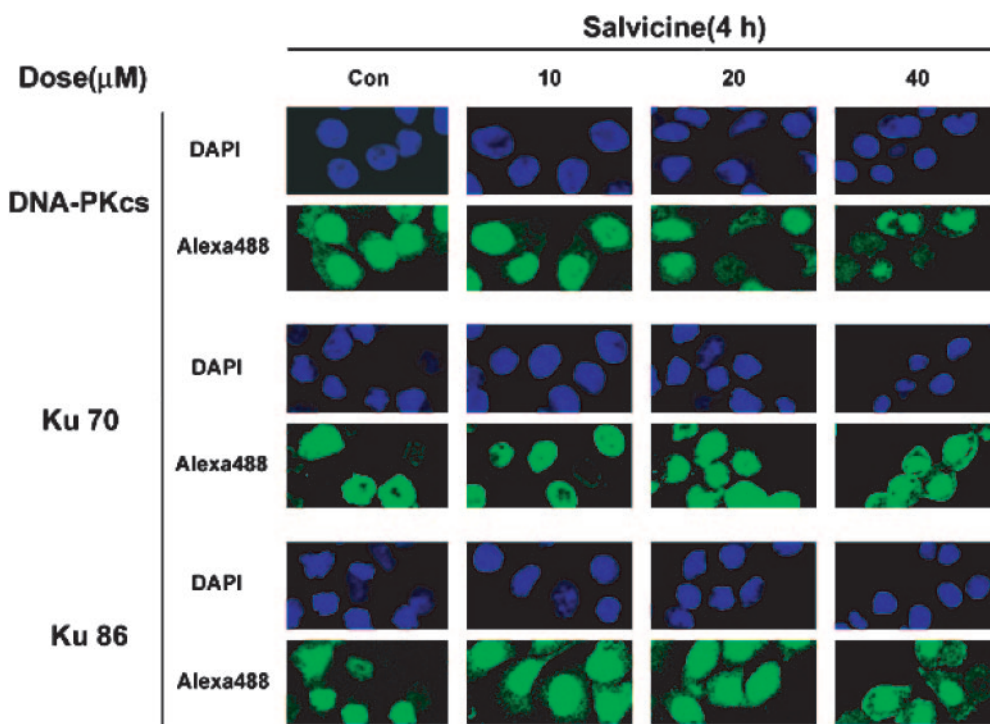 Salvicine(4 h)
Dose(μM) Con 10 20 40
DAPI
DNA-PKcs
Alexa488
DAPI
Ku 70
Alexa488
DAPI
Ku 86
Alexa488